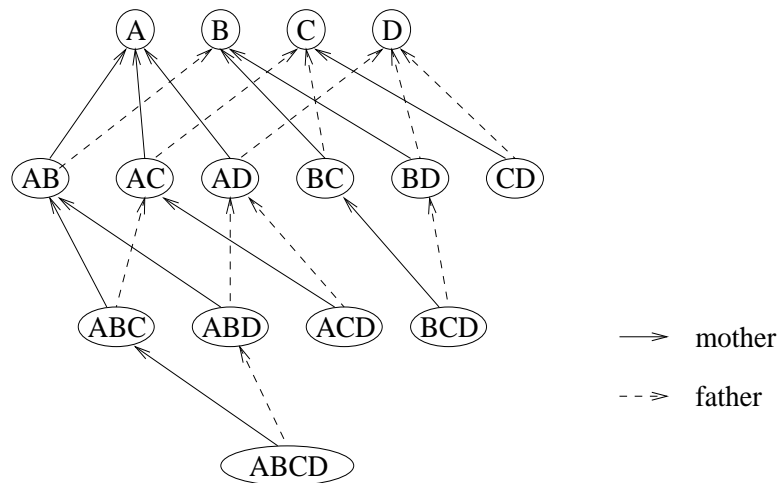 A B C D
AB AC AD BC BD CD
ABC ABD ACD BCD
mother
father
ABCD